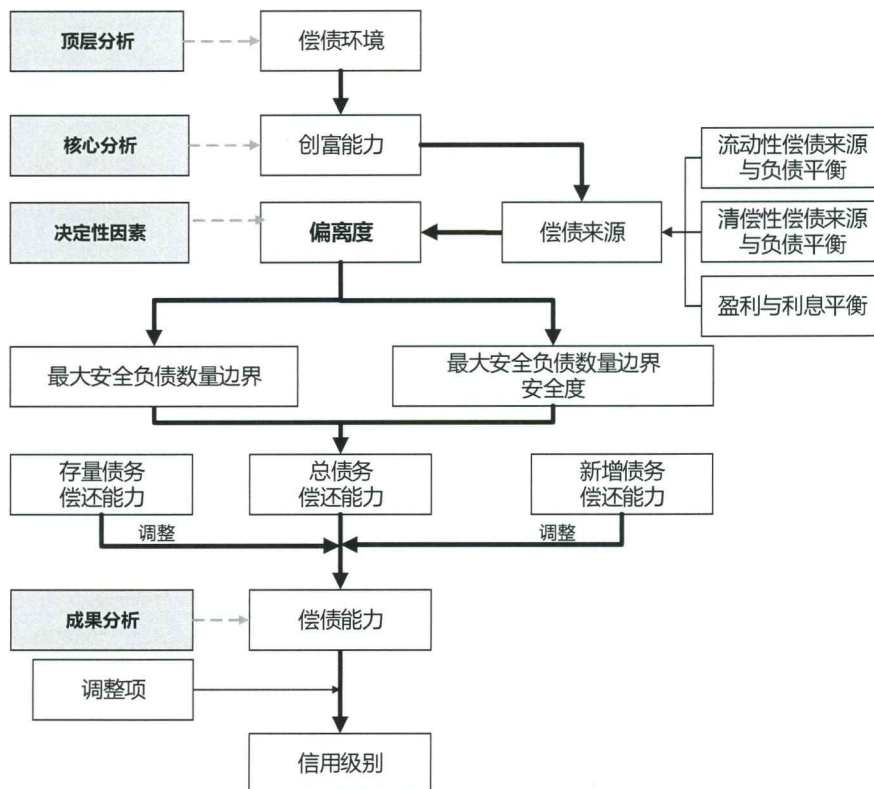 顶层分析
偿债环境
核心分析
创富能力
流动性偿债来源
与负债平衡
决定性因素
偏离度
偿债来源
清偿性偿债来源
与负债平衡
盈利与利息平衡
最大安全负债数量边界
最大安全负债数量边界
安全度
存量债务
偿还能力
总债务
偿还能力
新增债务
偿还能力
调整
调整
成果分析
偿债能力
调整项
信用级别